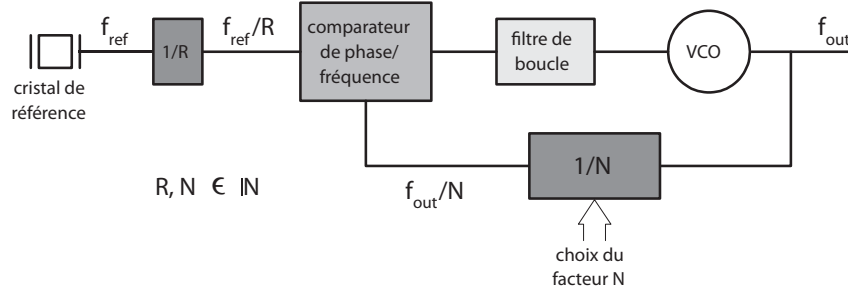 f_ref
1/R
f_ref/R
comparateur
de phase/
fréquence
filtre de
boucle
VCO
f_out
cristal de
référence
R, N ϵ |N
f_out/N
1/N
choix du
facteur N